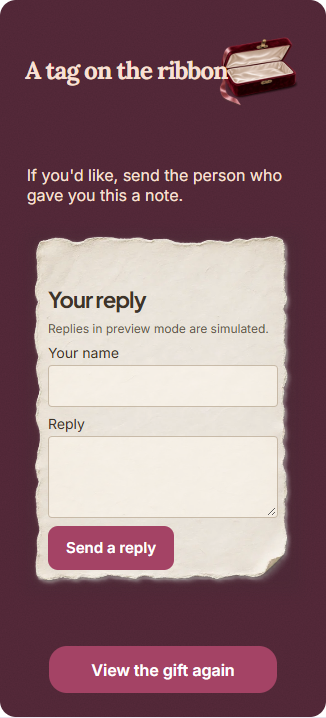 A tag on the ribbon
If you'd like, send the person who
gave you this a note.
Your reply
Replies in preview mode are simulated.
Your name
Reply
Send a reply
View the gift again